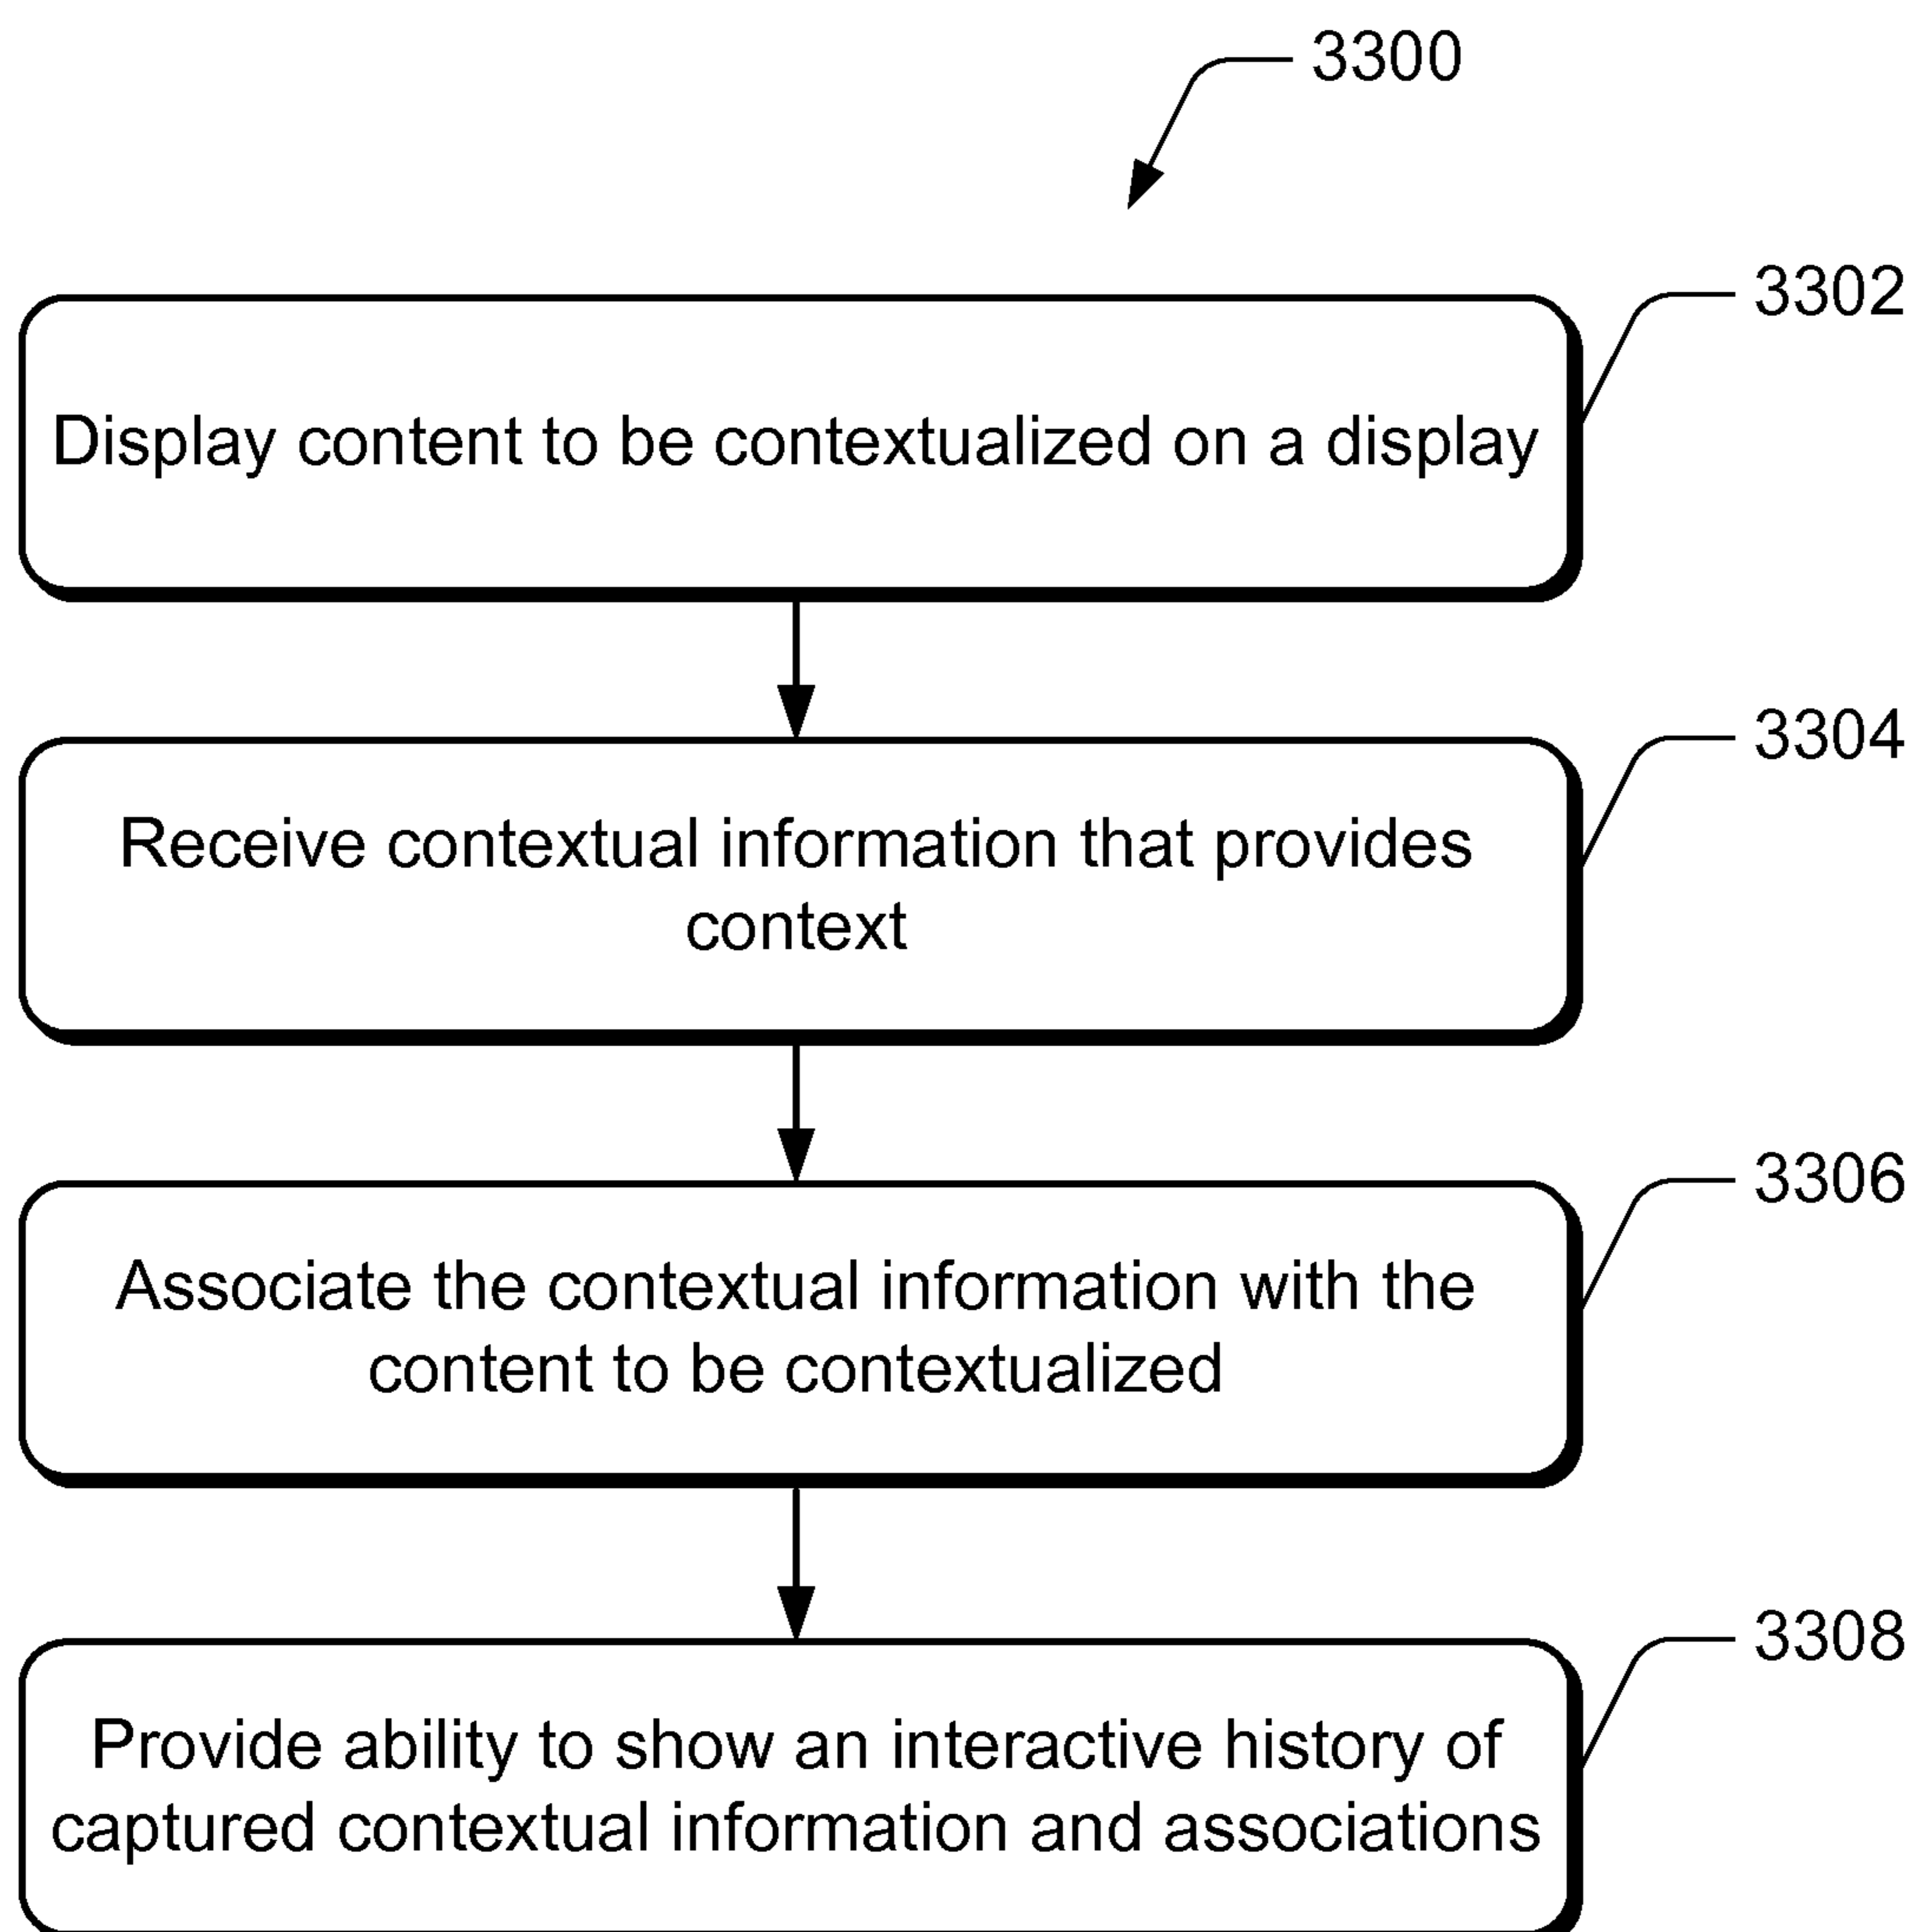 3300
3302
Display content to be contextualized on a display
3304
Receive contextual information that provides
context
3306
Associate the contextual information with the
content to be contextualized
3308
Provide ability to show an interactive history of
captured contextual information and associations